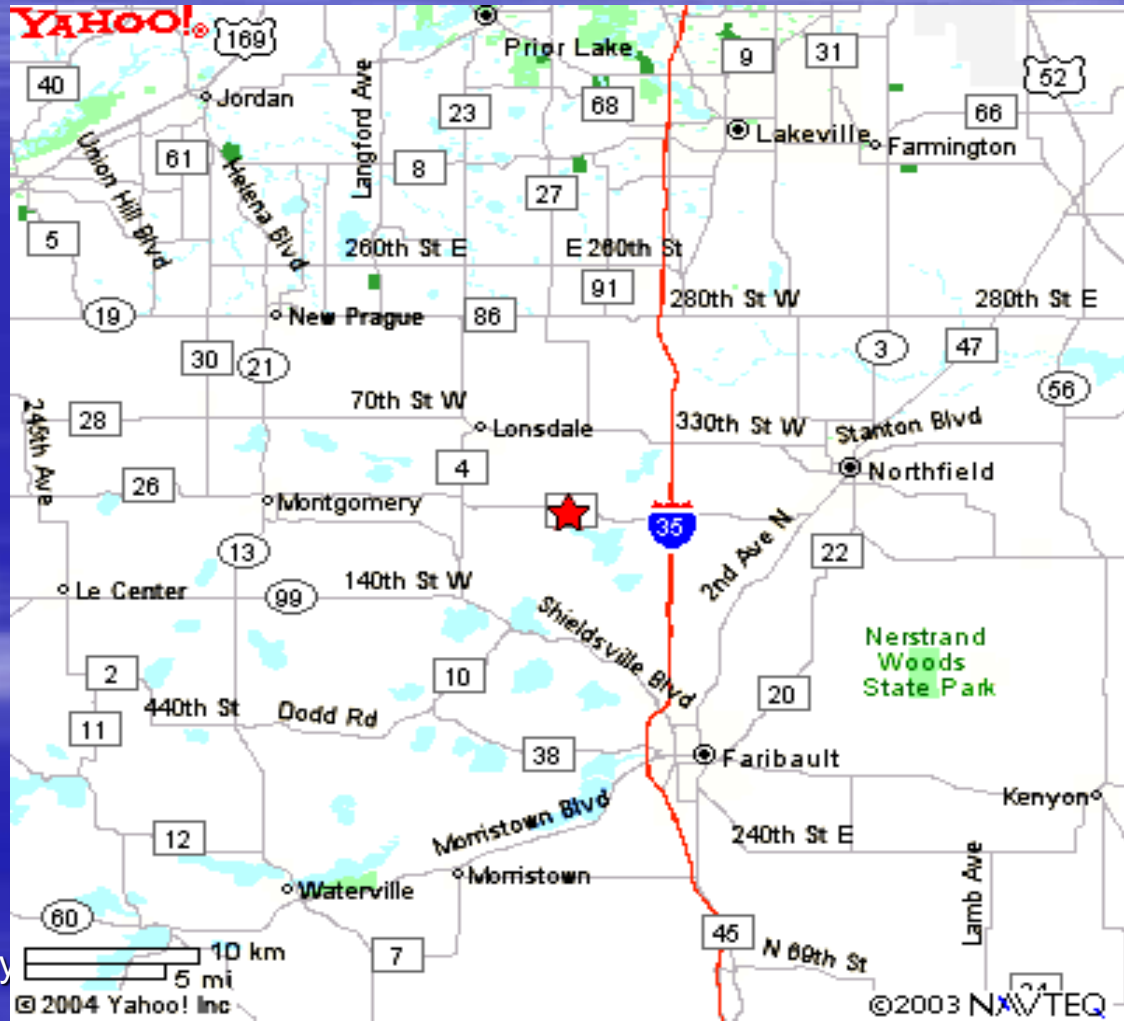 YAHOO!®
169
40
Jordan
Langford Ave
Prior Lake
9
31
52
23
68
66
Lakeville
Farmington
Union Hill Blvd
61
Helena Blvd
8
27
5
260th St E
E 260th St
91
280th St W
280th St E
19
New Prague
86
30
21
3
47
56
245th Ave
28
70th St W
Lonsdale
330th St W
Stanton Blvd
4
26
Montgomery
Northfield
35
13
2nd Ave N
22
Le Center
99
140th St W
Shieldsville Blvd
Nerstrand
Woods
State Park
2
10
20
440th St
Dodd Rd
11
38
Faribault
Kenyon
12
Morristown Blvd
240th St E
Waterville
Morristown
Lamb Ave
60
45
N 69th St
7
10 km
5 mi
y
© 2004 Yahoo! Inc
©2003 NAVTEQ